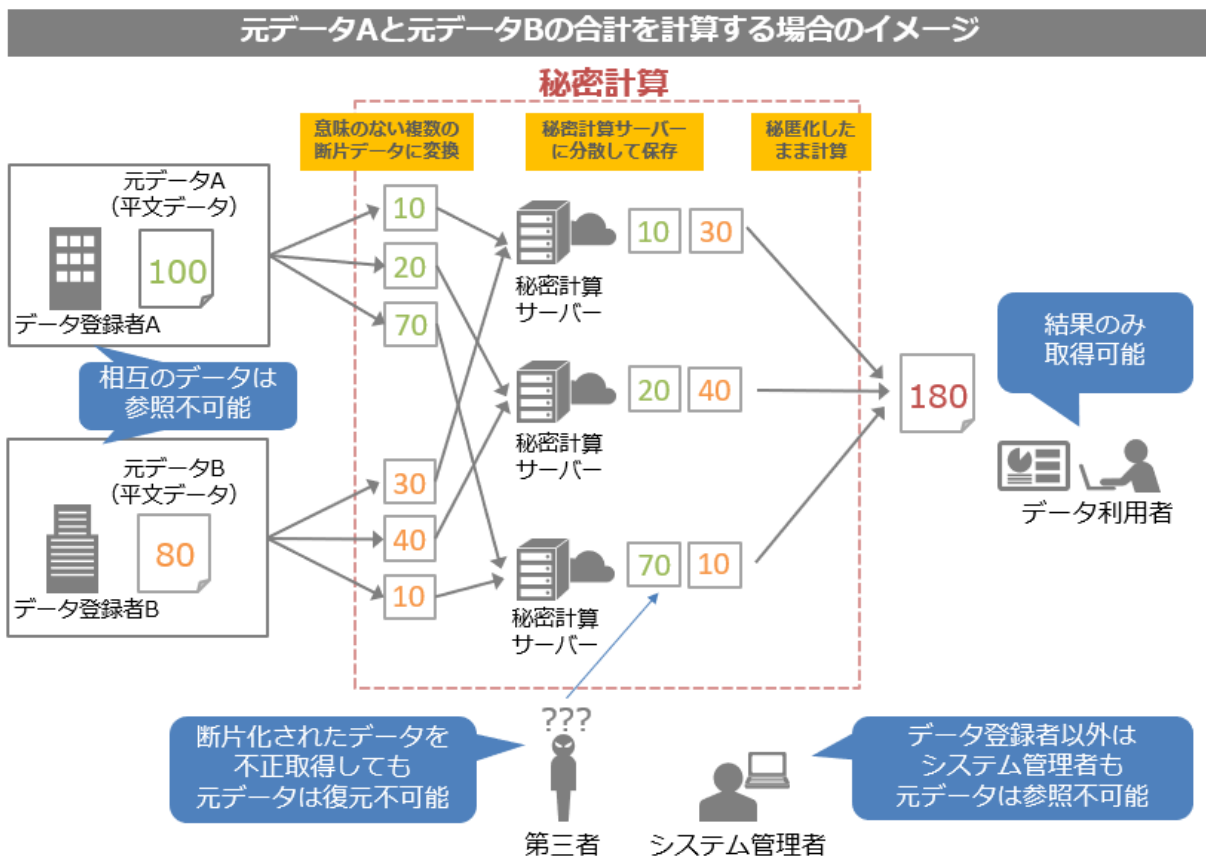 元データAと元データBの合計を計算する場合のイメージ
秘密計算
意味のない複数の
断片データに変換
秘密計算サーバー
に分散して保存
秘匿化した
まま計算
元データA
（平文データ）
100
データ登録者A
10
20
70
相互のデータは
参照不可能
元データB
（平文データ）
80
データ登録者B
30
40
10
秘密計算
サーバー
10 30
秘密計算
サーバー
20 40
秘密計算
サーバー
70 10
180
結果のみ
取得可能
データ利用者
断片化されたデータを
不正取得しても
元データは復元不可能
???
第三者
システム管理者
データ登録者以外は
システム管理者も
元データは参照不可能